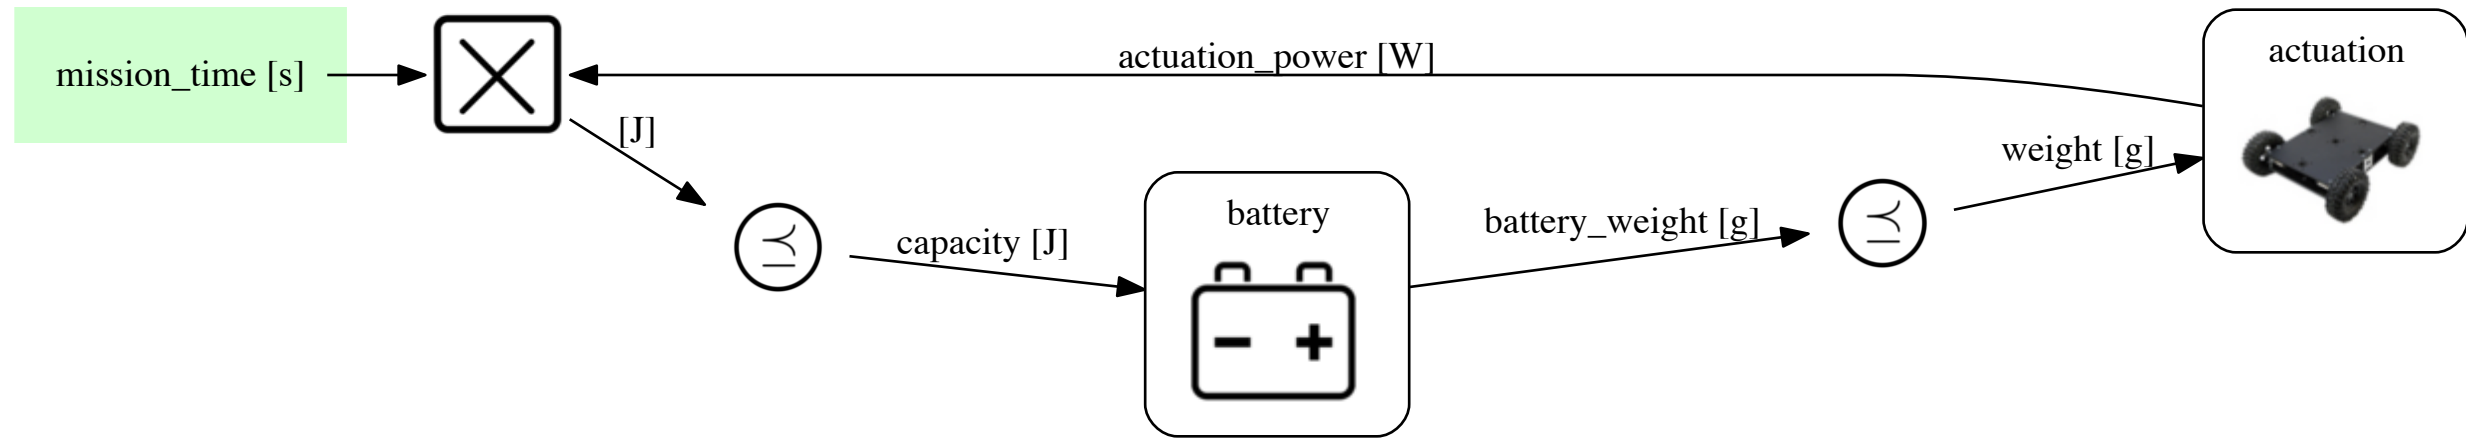 mission_time [s]
actuation_power [W]
actuation
[J]
weight [g]
battery
battery_weight [g]
capacity [J]
≼
≼